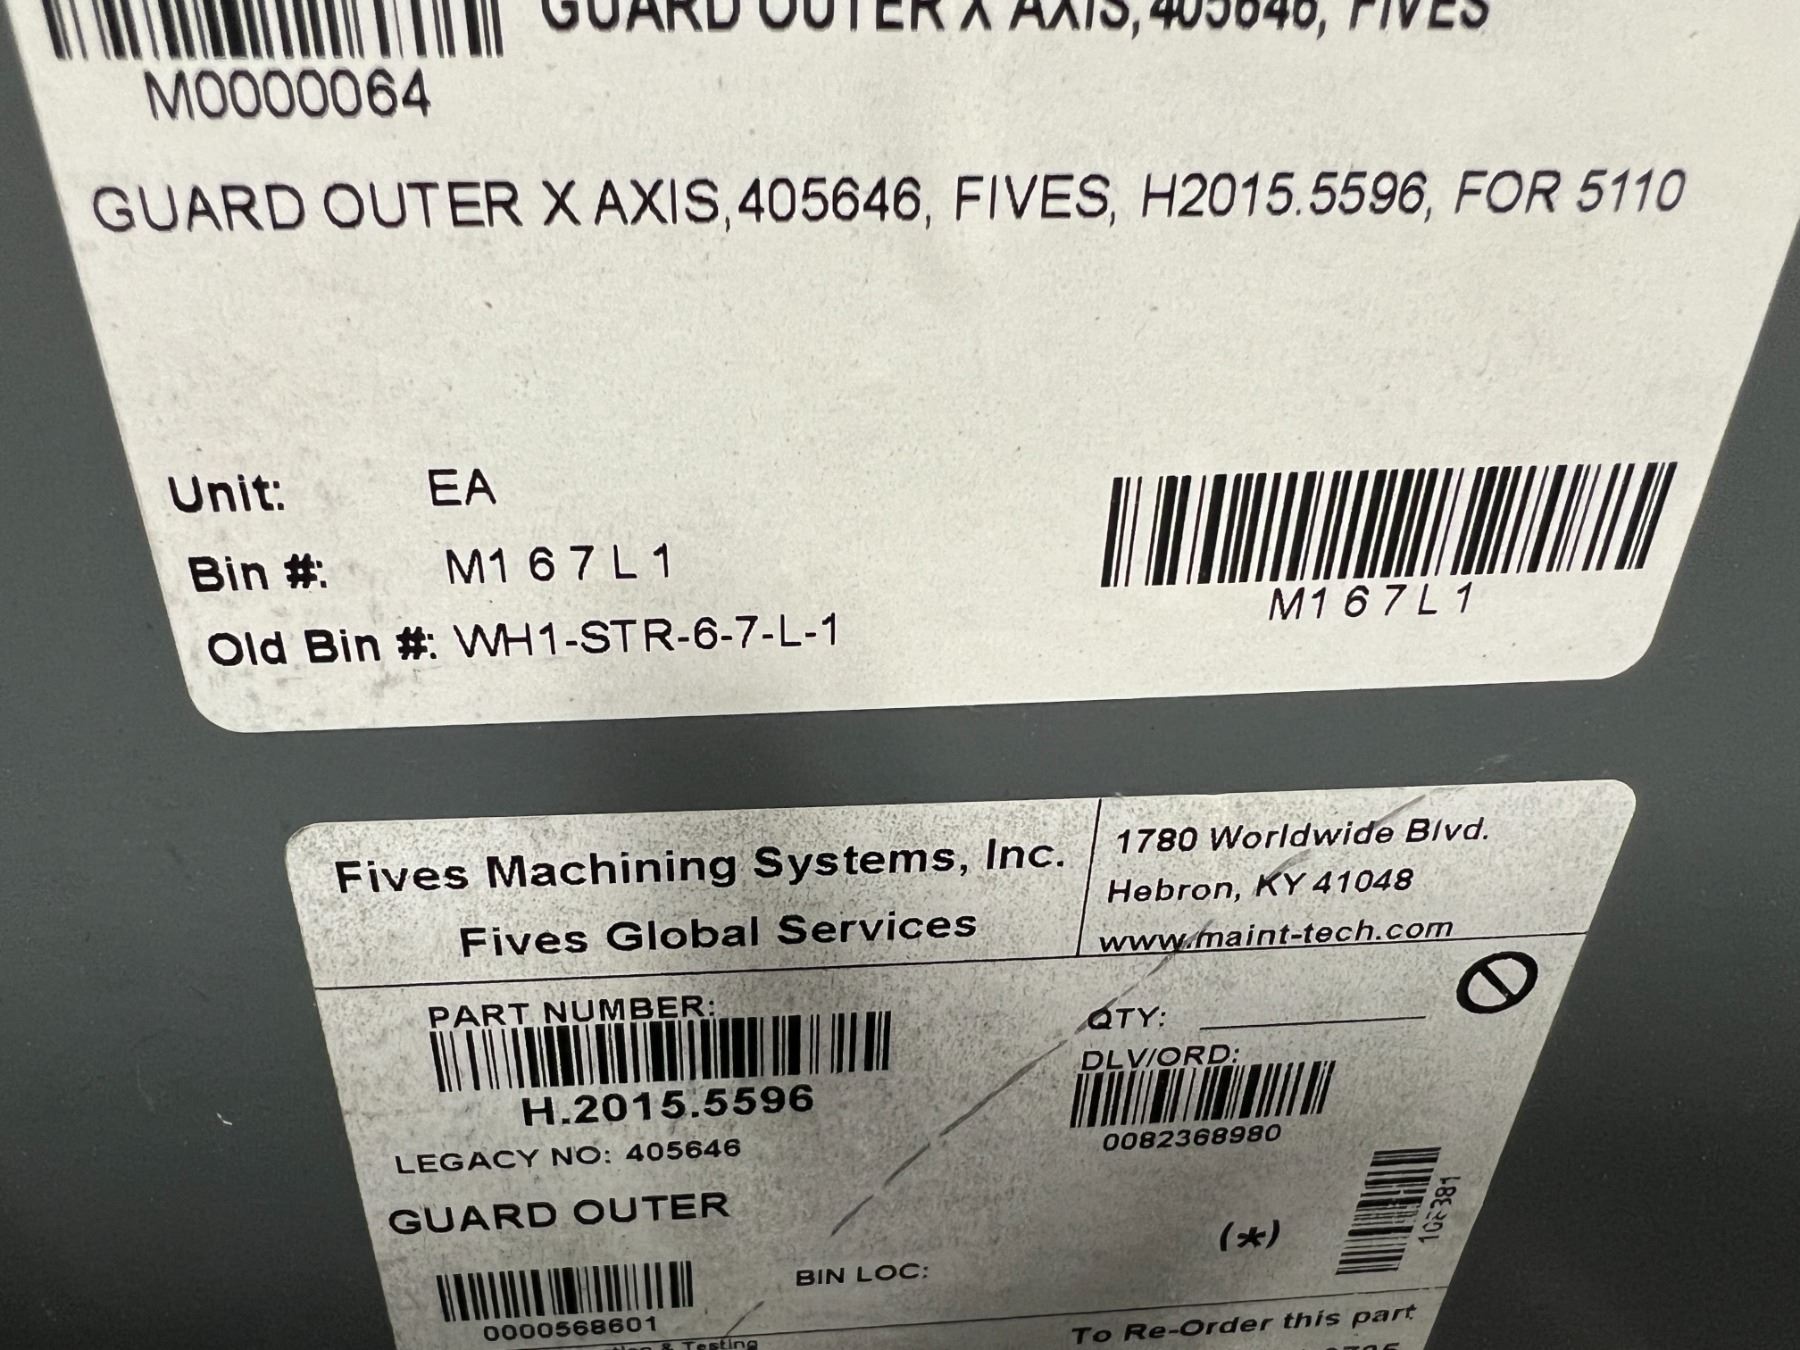 GUARD OUTER X AXIS, 405646, FIVES
M0000064
GUARD OUTER X AXIS,405646, FIVES, H2015.5596, FOR 5110
Unit: EA
Bin #: M1 6 7 L 1
Old Bin #: WH1-STR-6-7-L-1
M1 6 7 L 1
Fives Machining Systems, Inc.
Fives Global Services
1780 Worldwide Blvd.
Hebron, KY 41048
www.maint-tech.com
PART NUMBER:
H.2015.5596
LEGACY NO: 405646
GUARD OUTER
0000568601
QTY:
DLV/ORD:
0082368980
(*)
BIN LOC:
& Testing
To Re-Order this part